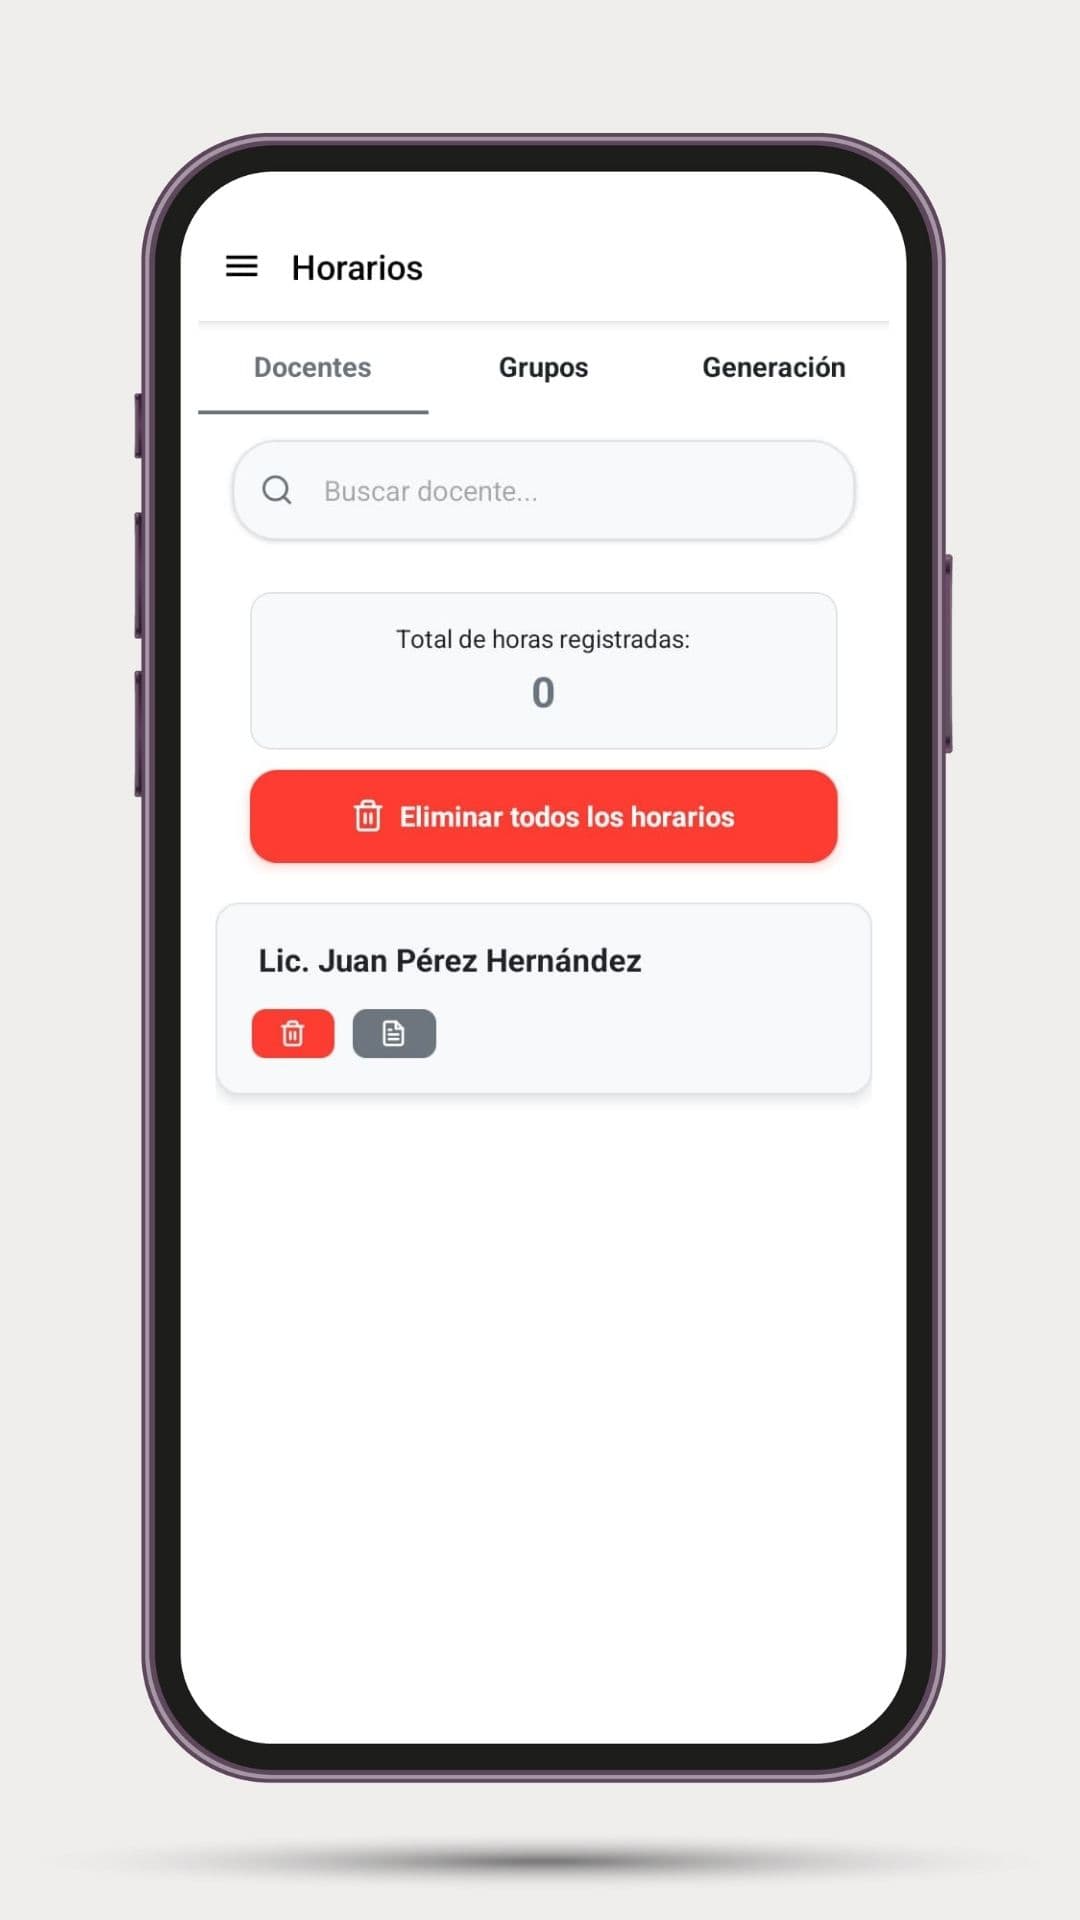 Horarios
Docentes Grupos Generación
Buscar docente...
Total de horas registradas:
0
Eliminar todos los horarios
Lic. Juan Pérez Hernández